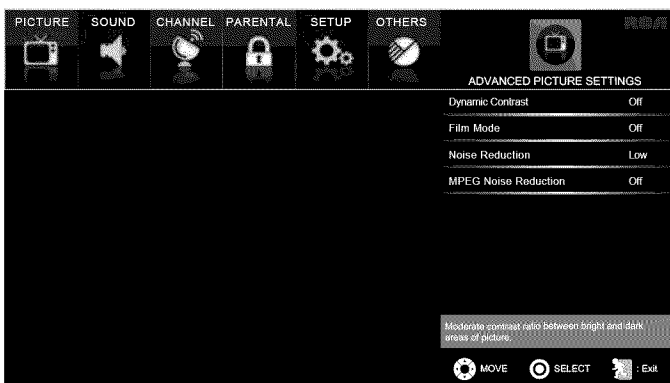 PICTURE SOUND CHANNEL PARENTAL SETUP OTHERS
RCA
ADVANCED PICTURE SETTINGS
Dynamic Contrast Off
Film Mode Off
Noise Reduction Low
MPEG Noise Reduction Off
Moderate contrast ratio between bright and dark
areas of picture.
MOVE SELECT : Exit